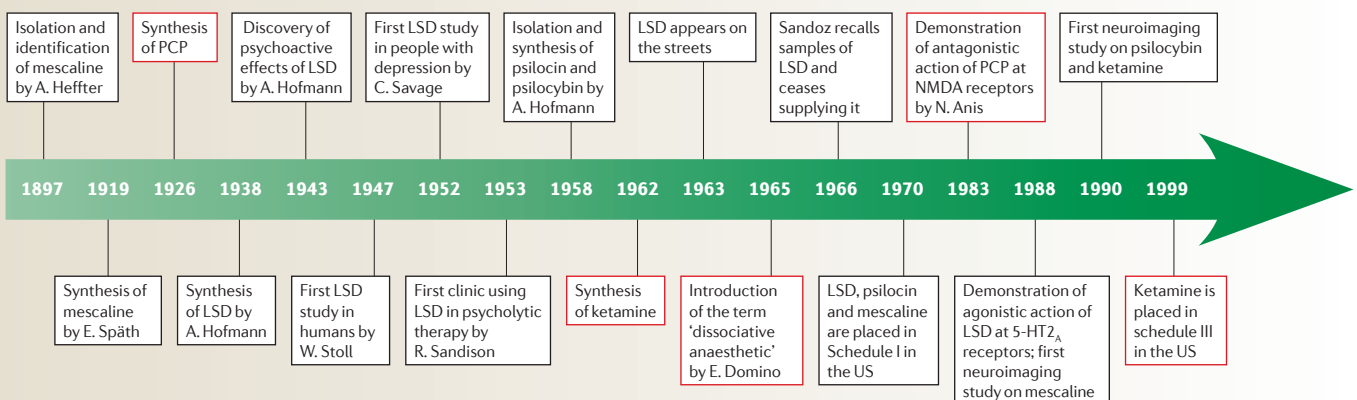 Isolation and
identification
of mescaline
by A. Heffter
Synthesis
of PCP
Discovery of
psychoactive
effects of LSD
by A. Hofmann
First LSD study
in people with
depression by
C. Savage
Isolation and
synthesis of
psilocin and
psilocybin by
A. Hofmann
LSD appears on
the streets
Sandoz recalls
samples of
LSD and
ceases
supplying it
Demonstration
of antagonistic
action of PCP at
NMDA receptors
by N. Anis
First neuroimaging
study on psilocybin
and ketamine
1897 1919 1926 1938 1943 1947 1952 1953 1958 1962 1963 1965 1966 1970 1983 1988 1990 1999
Synthesis of
mescaline
by E. Späth
Synthesis
of LSD by
A. Hofmann
First LSD
study in
humans by
W. Stoll
First clinic using
LSD in psycholytic
therapy by
R. Sandison
Synthesis
of ketamine
Introduction
of the term
‘dissociative
anaesthetic’
by E. Domino
LSD, psilocin
and mescaline
are placed in
Schedule I in
the US
Demonstration of
agonistic action of
LSD at 5-HT2A
receptors; first
neuroimaging
study on mescaline
Ketamine is
placed in
schedule III
in the US